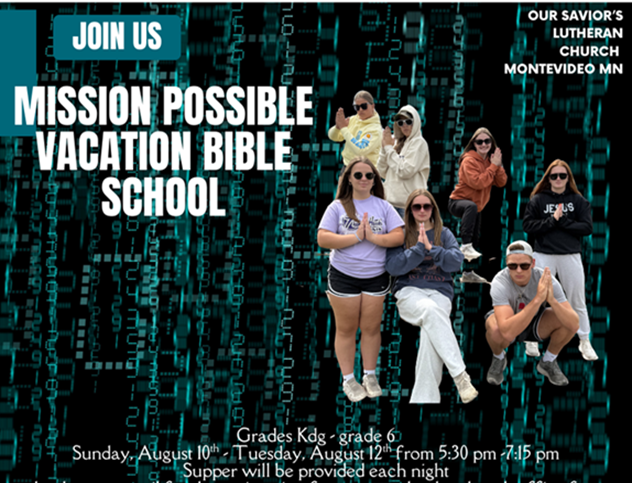 JOIN US
OUR SAVIOR'S
LUTHERAN
CHURCH
MONTEVIDEO MN
MISSION POSSIBLE
VACATION BIBLE
SCHOOL
JESUS
Grades Kdg - grade 6
Sunday, August 10th - Tuesday, August 12th from 5:30 pm -7:15 pm
Supper will be provided each night